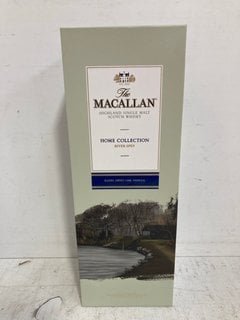 The
MACALLAN
HIGHLAND SINGLE MALT
SCOTCH WHISKY
HOME COLLECTION
RIVER SPEY